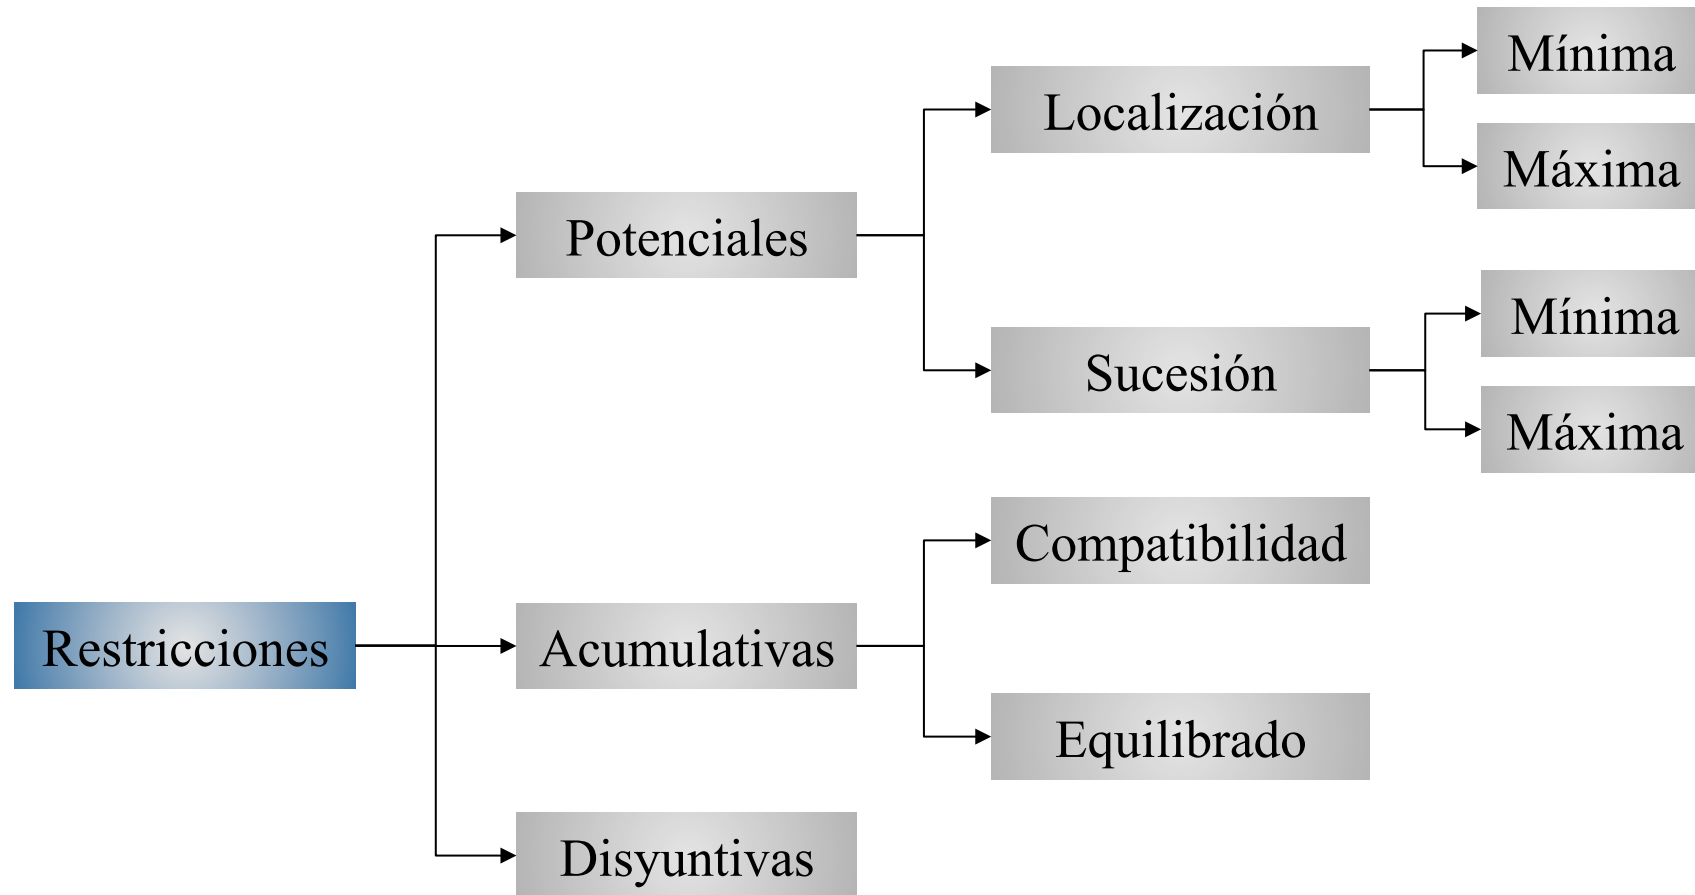 Mínima
Localización
Máxima
Potenciales
Mínima
Sucesión
Máxima
Compatibilidad
Restricciones
Acumulativas
Equilibrado
Disyuntivas